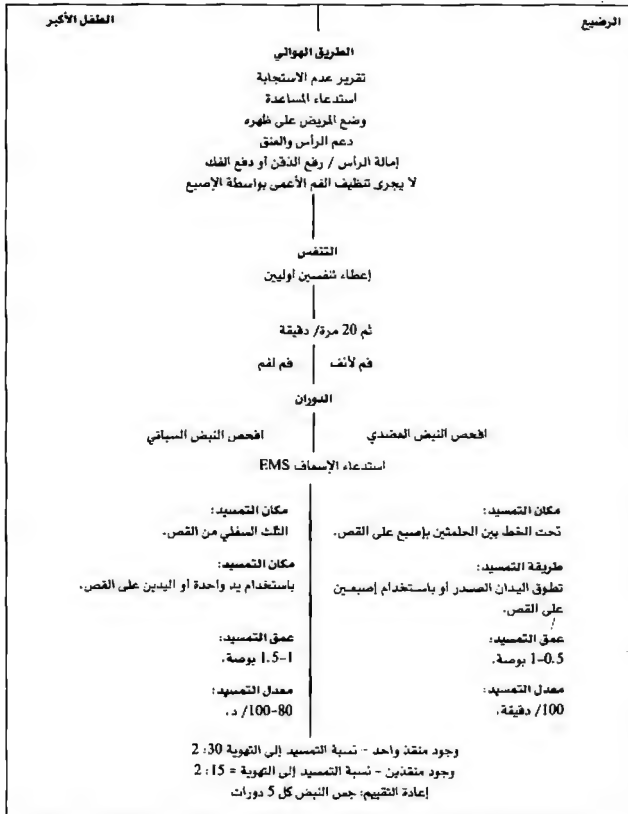 الرضيع
الطفل الأكبر
الطريق الهوائي
تقرير عدم الاستجابة
استدعاء المساعدة
وضع المريض على ظهره
دعم الرأس والعنق
إمالة الرأس / رفع الذقن أو دفع الفك
لا يجرى تنظيف الفم الأعمى بواسطة الإصبع
التنفس
إعطاء تنفسين أوليين
ثم 20 مرة/ دقيقة
فم لأنف
فم لفم
الدوران
افحص النبض العضدي
افحص النبض السباتي
استدعاء الإسعاف EMS
مكان التمسيد:
تحت الخط بين الحلمتين بإصبع على القص.
طريقة التمسيد:
تطوق اليدان الصدر أو باستخدام إصبعين
على القص.
عمق التمسيد:
0.5-1 بوصة.
معدل التمسيد:
100/ دقيقة.
مكان التمسيد:
الثلث السفلي من القص.
مكان التمسيد:
باستخدام يد واحدة أو اليدين على القص.
عمق التمسيد:
1-1.5 بوصة.
معدل التمسيد:
80-100/ د.
وجود منقذ واحد - نسبة التمسيد إلى التهوية 30: 2
وجود منقذين - نسبة التمسيد إلى التهوية = 15: 2
إعادة التقييم: جس النبض كل 5 دورات